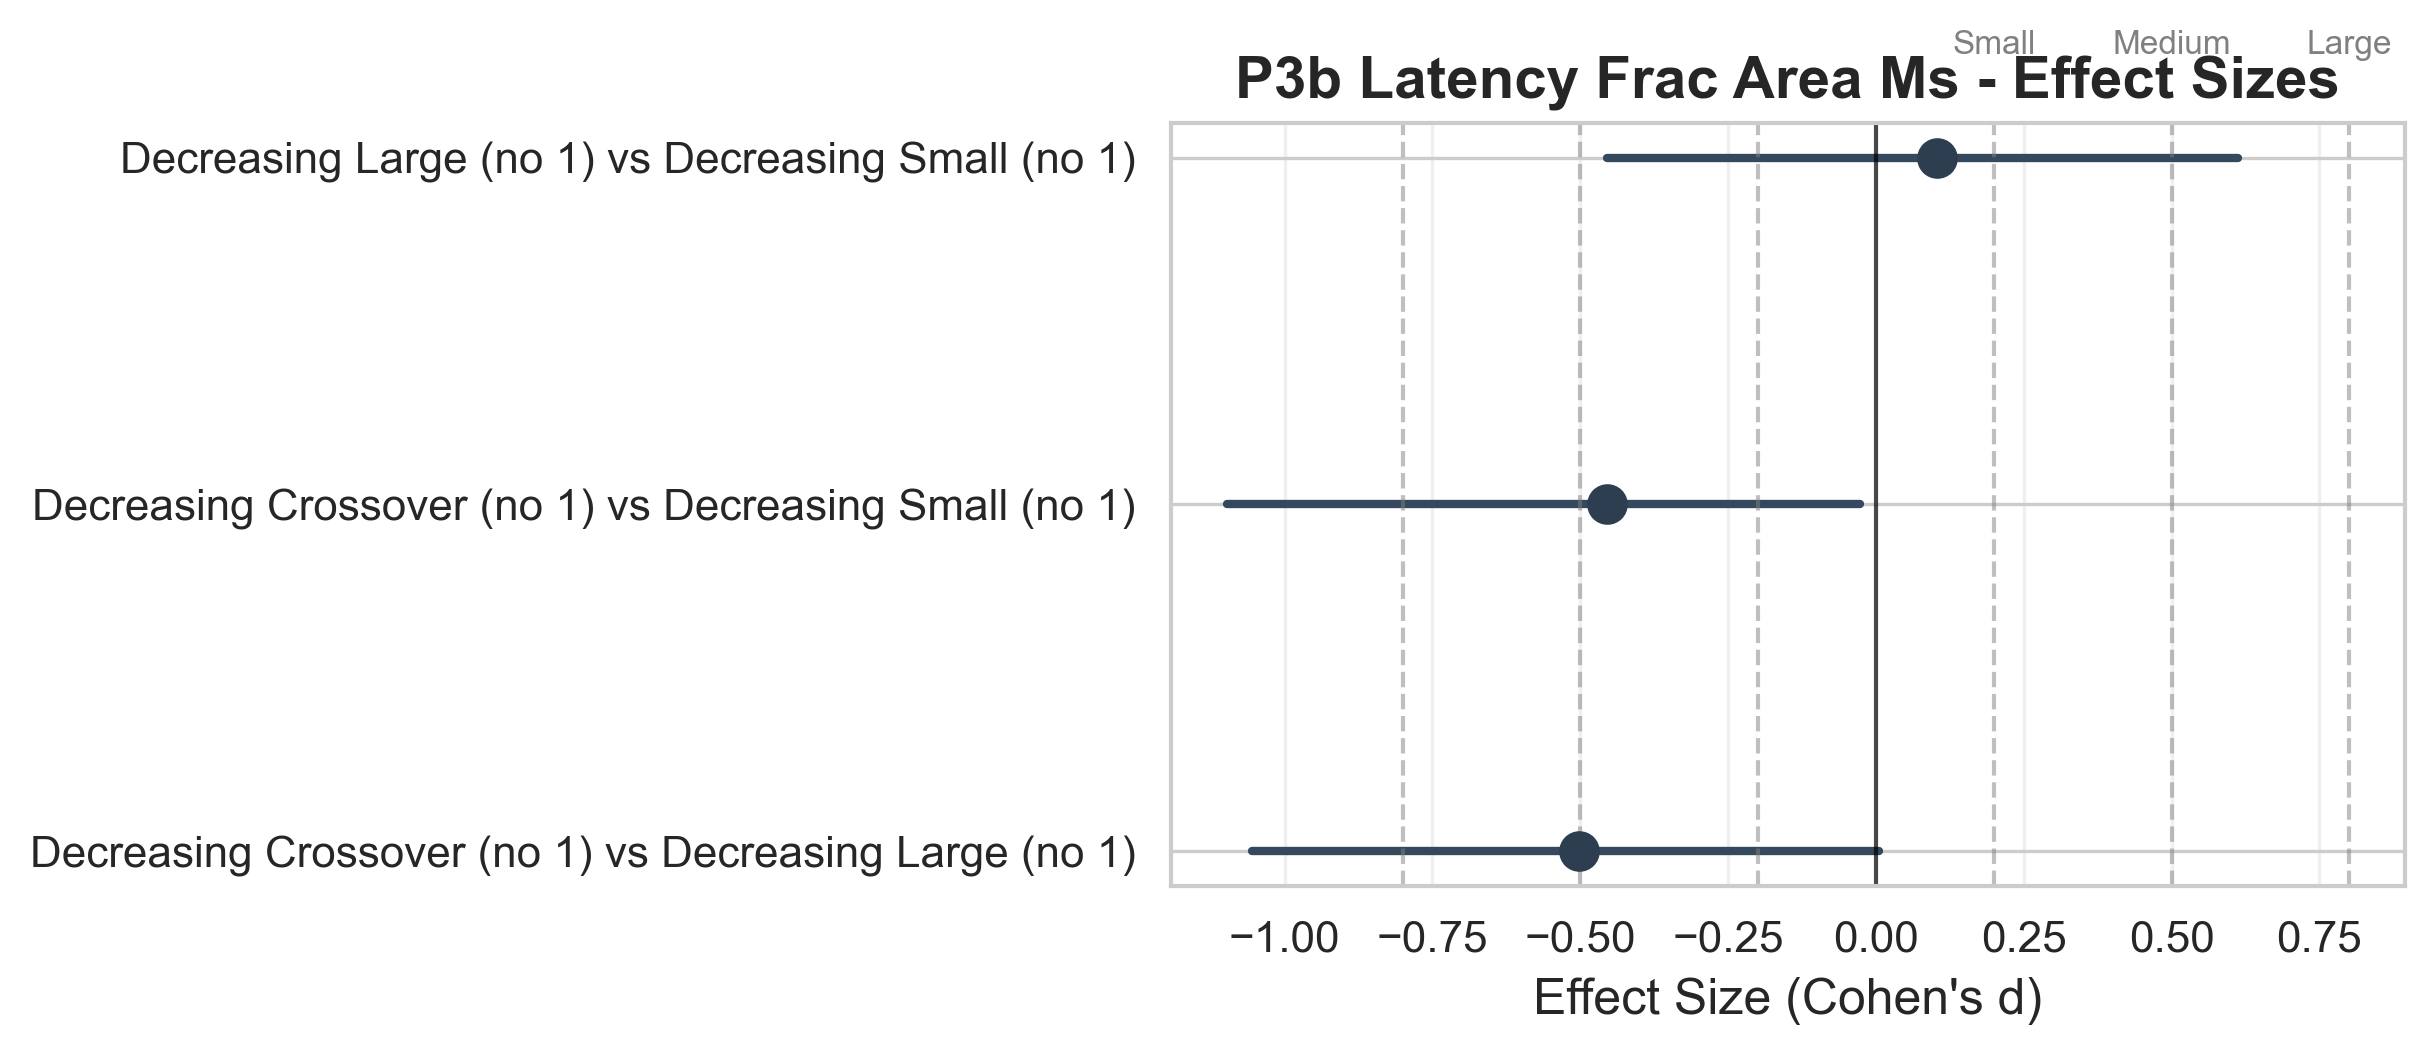 Small Medium Large
P3b Latency Frac Area Ms - Effect Sizes
Decreasing Large (no 1) vs Decreasing Small (no 1)
Decreasing Crossover (no 1) vs Decreasing Small (no 1)
Decreasing Crossover (no 1) vs Decreasing Large (no 1)
−1.00 −0.75 −0.50 −0.25 0.00 0.25 0.50 0.75
Effect Size (Cohen's d)